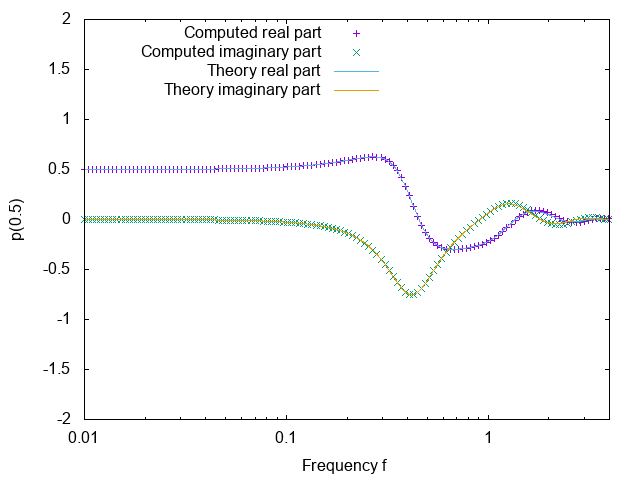 2
1.5
1
0.5
0
-0.5
-1
-1.5
-2
0.01
0.1
1
p(0.5)
Frequency f
Computed real part
Computed imaginary part
Theory real part
Theory imaginary part